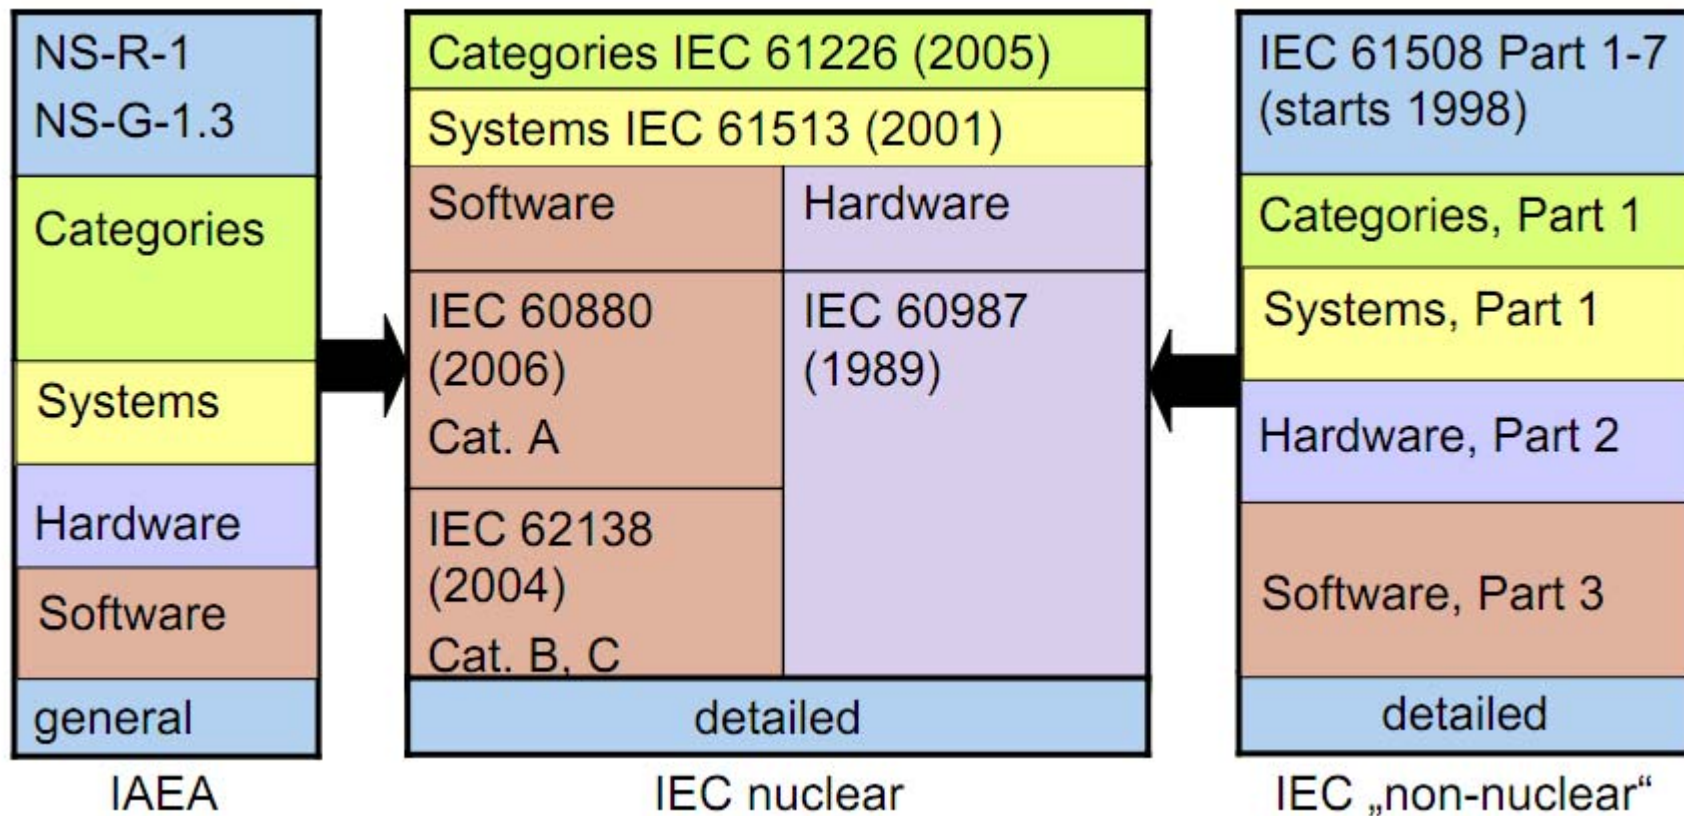 NS-R-1
NS-G-1.3
Categories
Systems
Hardware
Software
general
IAEA
Categories IEC 61226 (2005)
Systems IEC 61513 (2001)
Software
Hardware
IEC 60880
(2006)
Cat. A
IEC 60987
(1989)
IEC 62138
(2004)
Cat. B, C
detailed
IEC nuclear
IEC 61508 Part 1-7
(starts 1998)
Categories, Part 1
Systems, Part 1
Hardware, Part 2
Software, Part 3
detailed
IEC „non-nuclear“